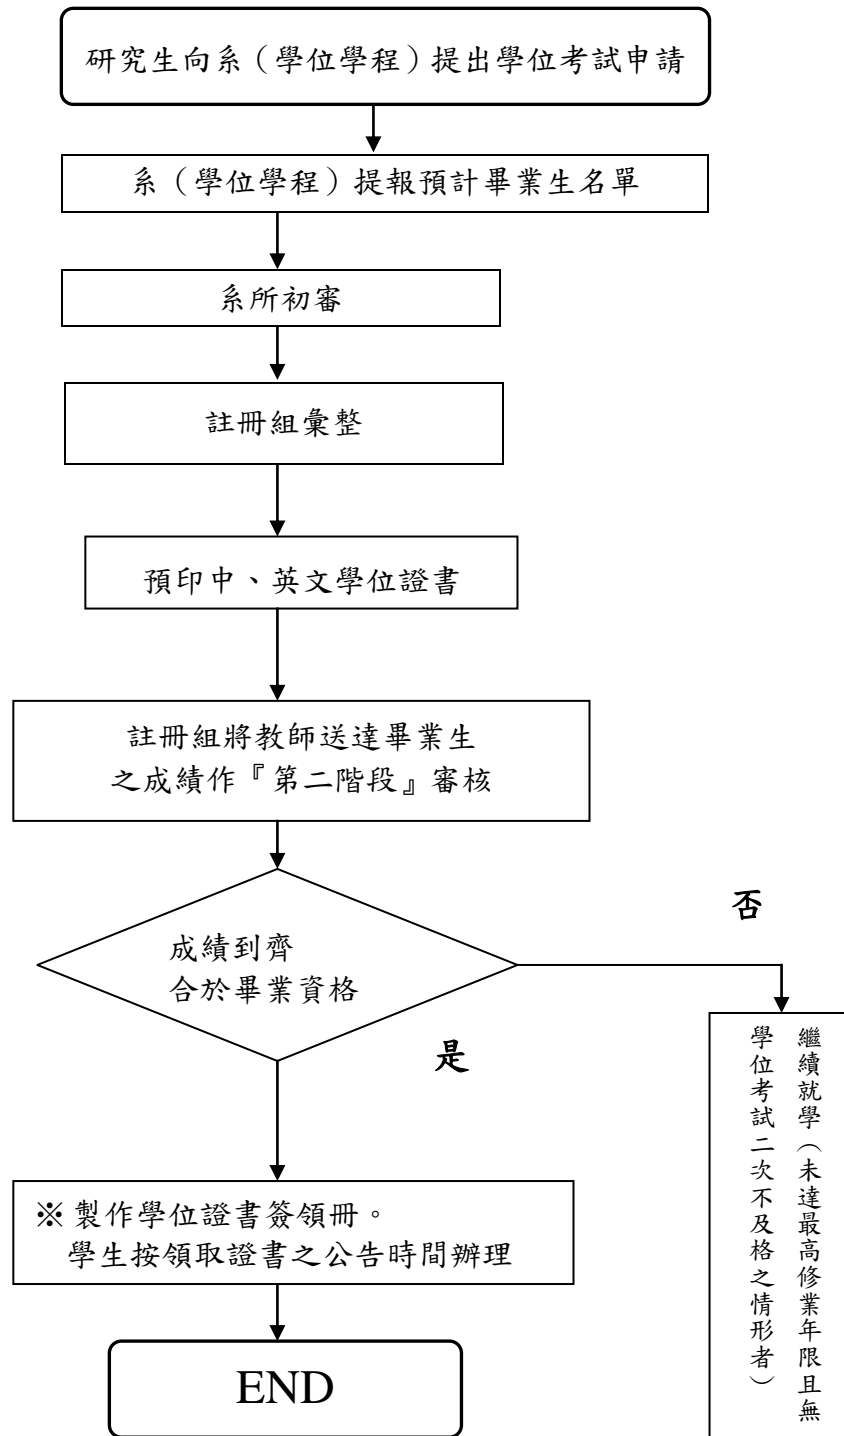 研究生向系（學位學程）提出學位考試申請
系（學位學程）提報預計畢業生名單
系所初審
註冊組彙整
預印中、英文學位證書
註冊組將教師送達畢業生
之成績作『第二階段』審核
成績到齊
合於畢業資格
否
是
繼續就學（未達最高修業年限且無
學位考試二次不及格之情形者）
※ 製作學位證書簽領冊。
學生按領取證書之公告時間辦理
END